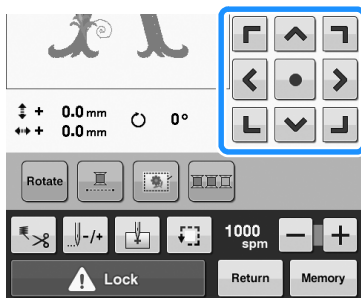 + 0.0 mm
+ 0.0 mm
0°
Rotate
-/+
1000
spm
- +
Lock
Return
Memory